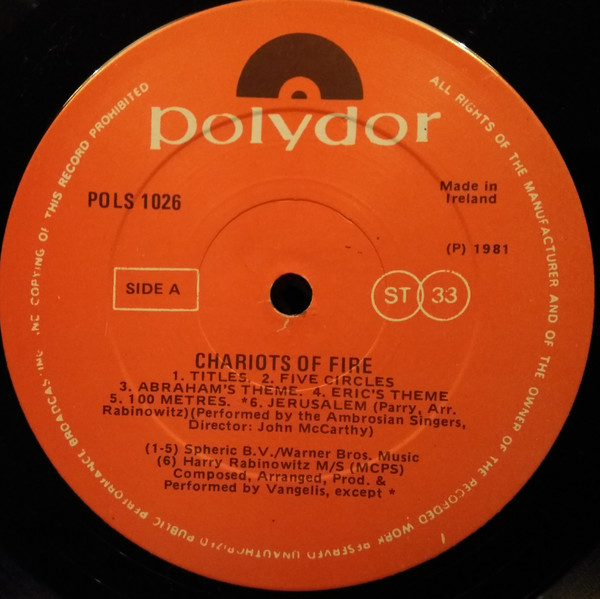 polydor
POLS 1026
Made in
Ireland
(P) 1981
SIDE A
ST 33
CHARIOTS OF FIRE
1. TITLES. 2. FIVE CIRCLES
3. ABRAHAM'S THEME. 4. ERIC'S THEME
5. 100 METRES. *6. JERUSALEM (Parry, Arr.
Rabinowitz)(Performed by the Ambrosian Singers,
Director: John McCarthy)
(1-5) Spheric B.V./Warner Bros. Music
(6) Harry Rabinowitz M/S (MCPS)
Composed, Arranged, Prod. &
Performed by Vangelis, except *
ALL RIGHTS OF THE MANUFACTURER AND OF THE OWNER OF THE RECORDED WORK RESERVED UNAUTHORIZED PUBLIC PERFORMANCE BROADCASTING AND COPYING OF THIS RECORD PROHIBITED